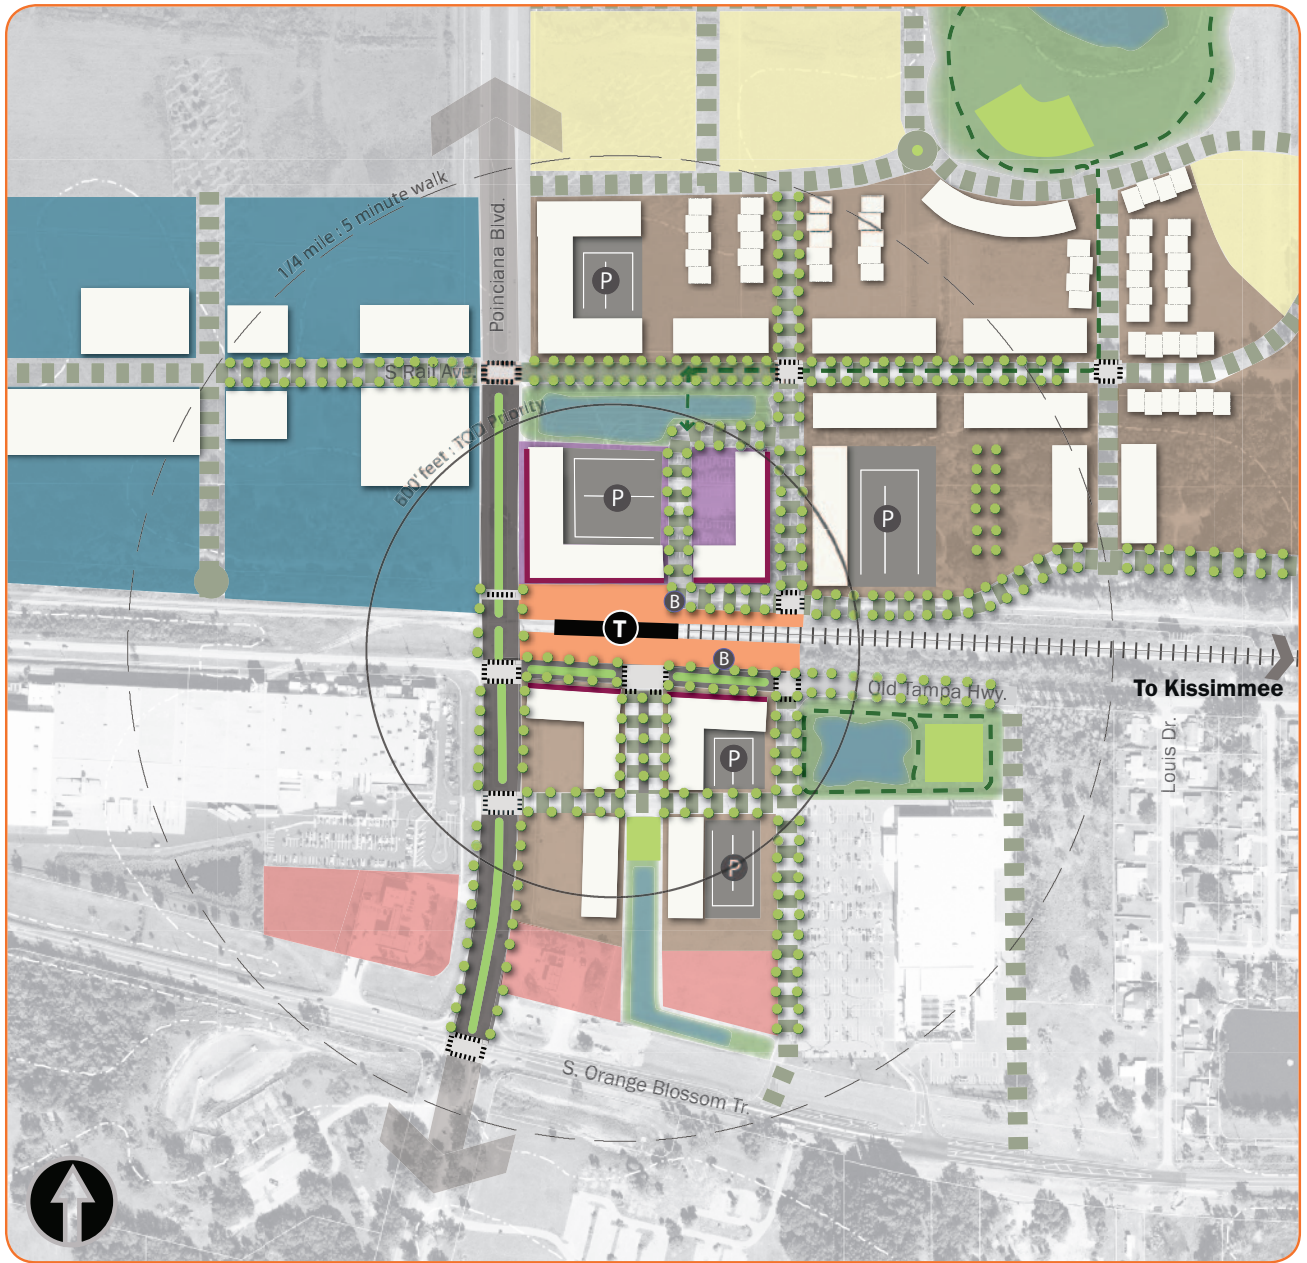 1/4 mile : 5 minute walk
Poinciana Blvd.
P
S Rail Ave.
600 feet : TOD Priority
P
P
B
T
B
To Kissimmee
Old Tampa Hwy.
Louis Dr.
P
P
S. Orange Blossom Tr.